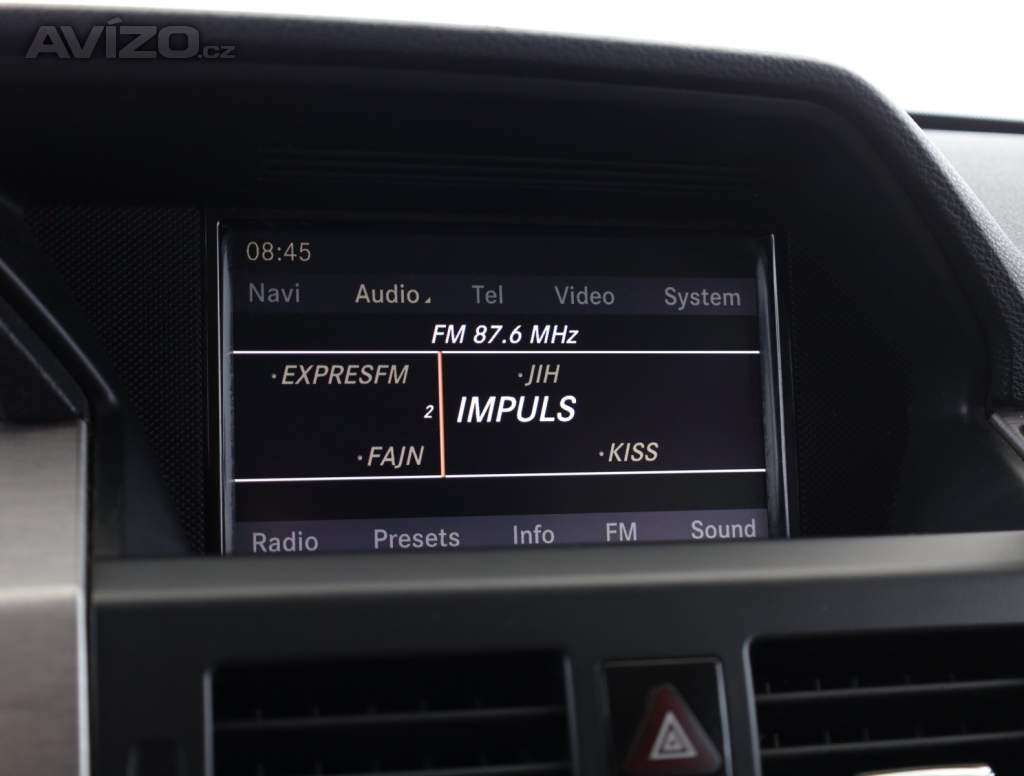 AVÍZO.cz
08:45
Navi Audio Tel Video System
FM 87.6 MHz
·EXPRESFM ·JIH
2 IMPULS
·FAJN ·KISS
Radio Presets Info FM Sound